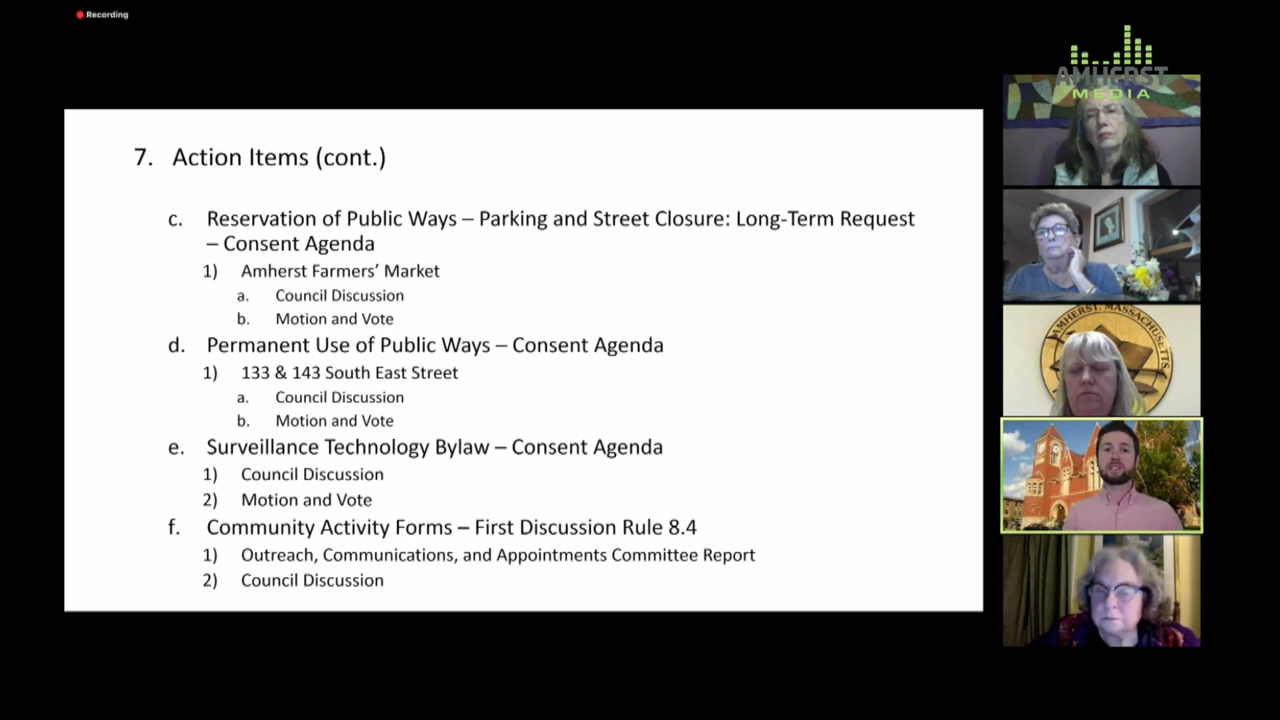 Recording
AMHERST
MEDIA
7. Action Items (cont.)
c. Reservation of Public Ways – Parking and Street Closure: Long-Term Request
– Consent Agenda
1) Amherst Farmers’ Market
a. Council Discussion
b. Motion and Vote
d. Permanent Use of Public Ways – Consent Agenda
1) 133 & 143 South East Street
a. Council Discussion
b. Motion and Vote
e. Surveillance Technology Bylaw – Consent Agenda
1) Council Discussion
2) Motion and Vote
f. Community Activity Forms – First Discussion Rule 8.4
1) Outreach, Communications, and Appointments Committee Report
2) Council Discussion
AMHERST, MASSACHUSETTS